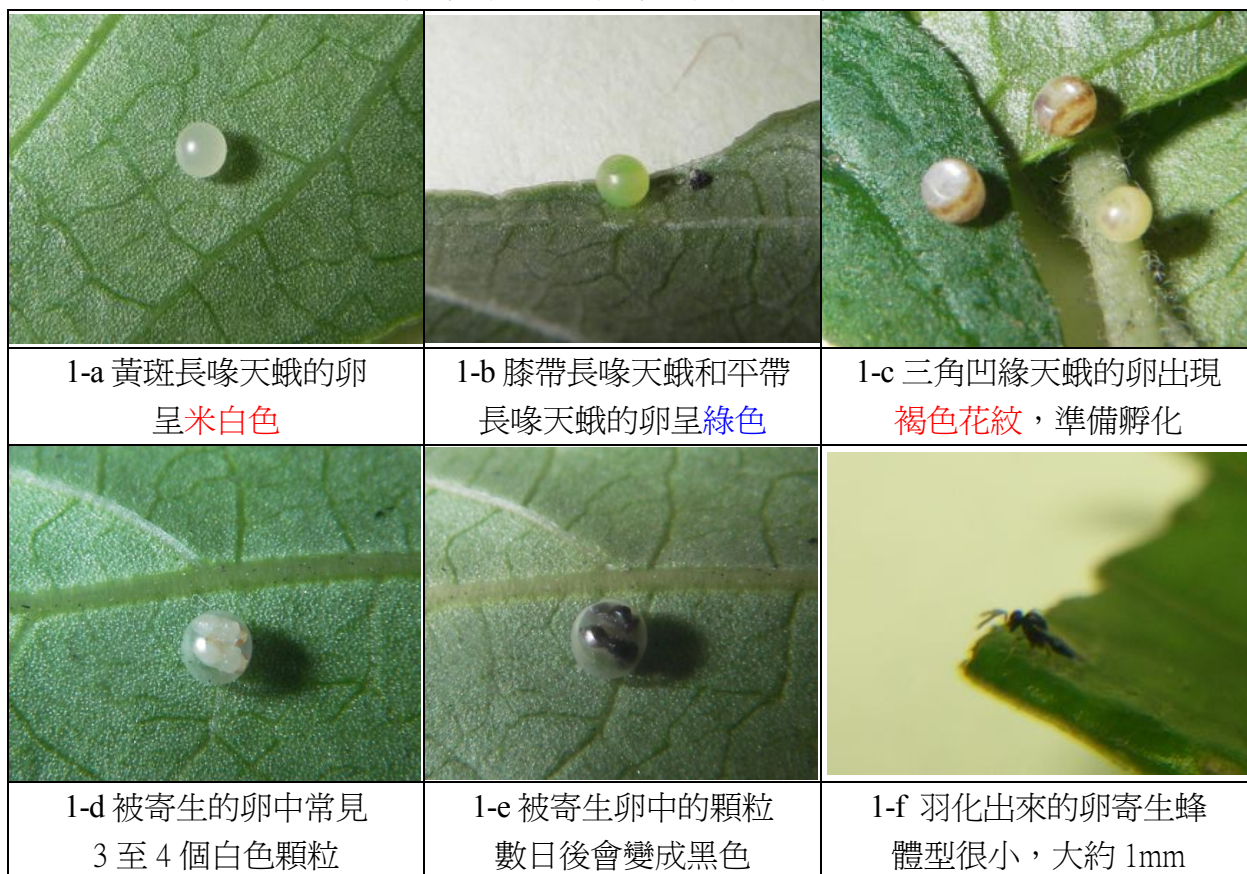 1-a 黃斑長喙天蛾的卵
呈米白色
1-b 膝帶長喙天蛾和平帶
長喙天蛾的卵呈綠色
1-c 三角凹緣天蛾的卵出現
褐色花紋，準備孵化
1-d 被寄生的卵中常見
3 至 4 個白色顆粒
1-e 被寄生卵中的顆粒
數日後會變成黑色
1-f 羽化出來的卵寄生蜂
體型很小，大約 1mm